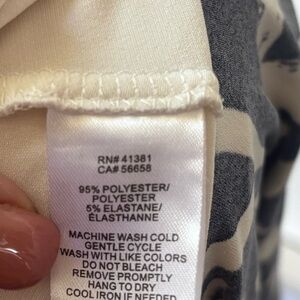 RN# 41381
CA# 56658
95% POLYESTER/
POLYESTER
5% ELASTANE/
ÉLASTHANNE
MACHINE WASH COLD
GENTLE CYCLE
WASH WITH LIKE COLORS
DO NOT BLEACH
REMOVE PROMPTLY
HANG TO DRY
COOL IRON IF NEEDED